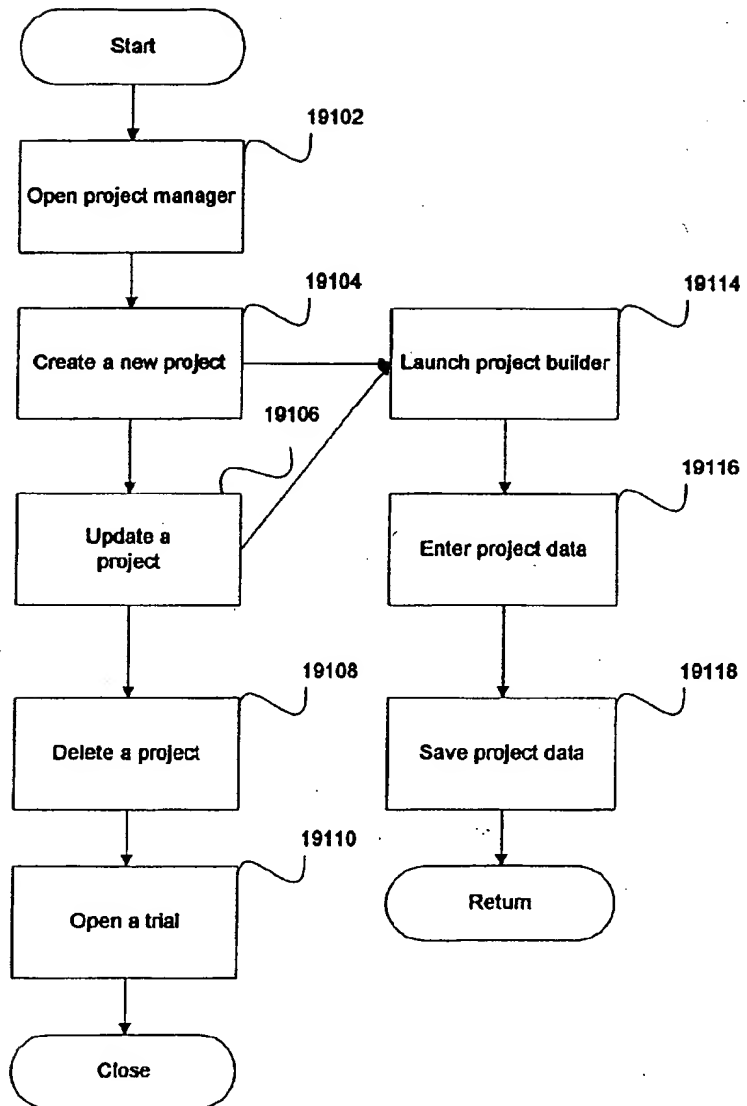 Start
19102
Open project manager
19104
Create a new project
19114
Launch project builder
19106
Update a
project
19116
Enter project data
19108
Delete a project
19118
Save project data
19110
Open a trial
Return
Close